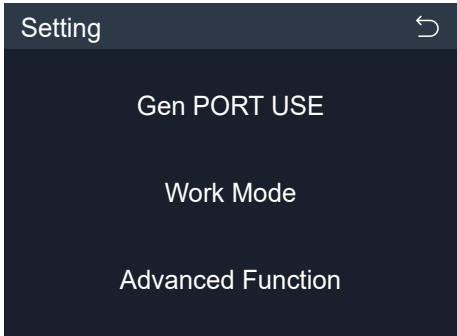 Setting
Gen PORT USE
Work Mode
Advanced Function